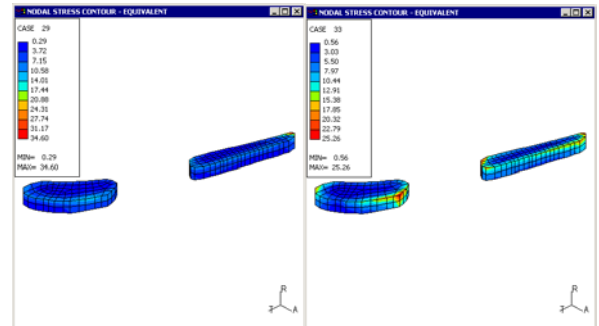 NODAL STRESS CONTOUR - EQUIVALENT
CASE 29
0.29
3.72
7.15
10.58
14.01
17.44
20.88
24.31
27.74
31.17
34.60
MIN= 0.29
MAX= 34.60
R
T A
NODAL STRESS CONTOUR - EQUIVALENT
CASE 33
0.56
3.03
5.50
7.97
10.44
12.91
15.38
17.85
20.32
22.79
25.26
MIN= 0.56
MAX= 25.26
R
T A